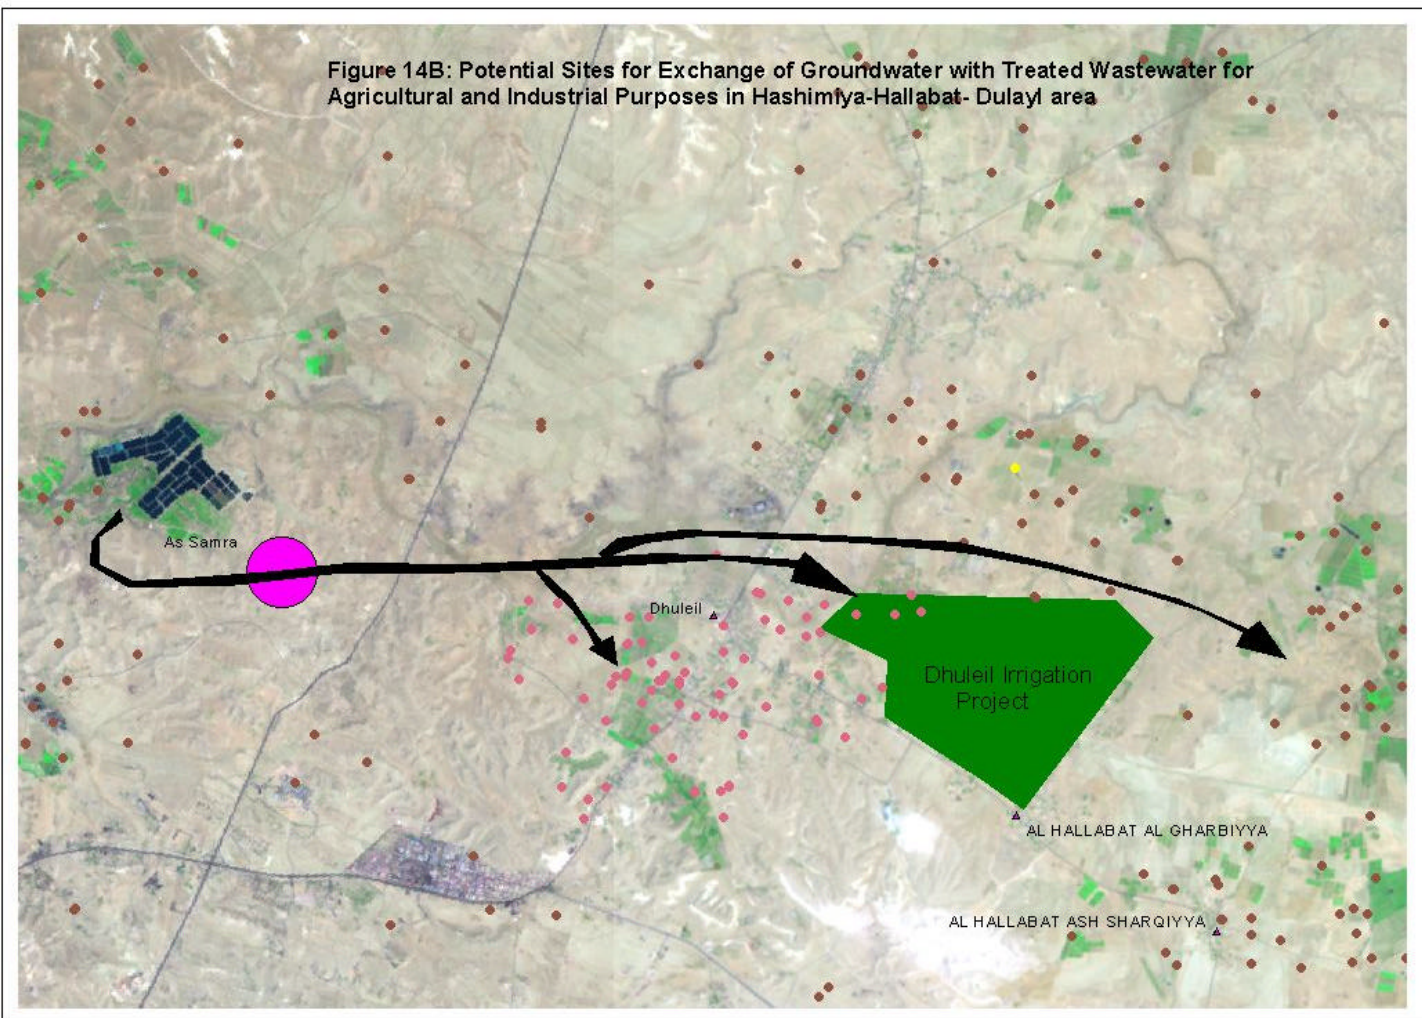 Figure 14B: Potential Sites for Exchange of Groundwater with Treated Wastewater for
Agricultural and Industrial Purposes in Hashimiya-Hallabat- Dulayl area
As Samra
Dhuleil
Dhuleil Irrigation
Project
AL HALLABAT AL GHARBIYYA
AL HALLABAT ASH SHARQIYYA